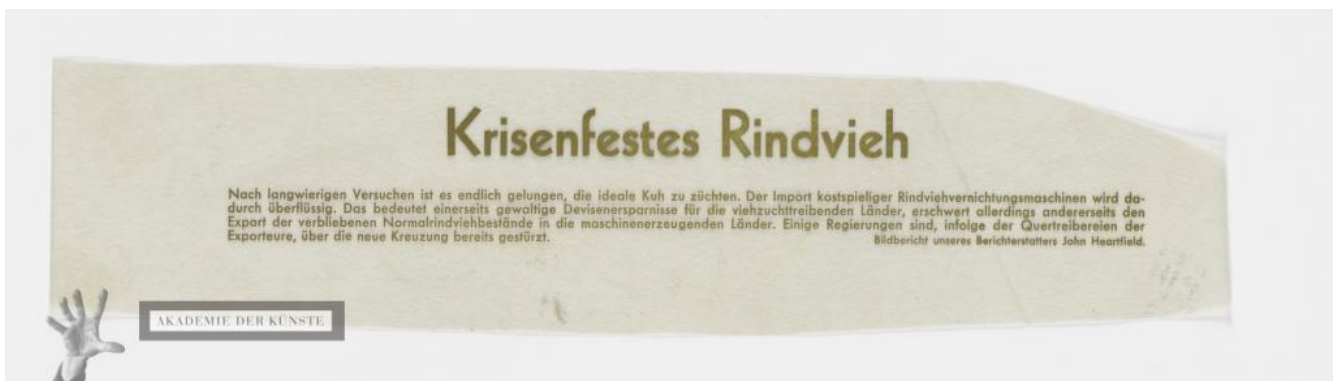 Krisenfestes Rindvieh
Nach langwierigen Versuchen ist es endlich gelungen, die ideale Kuh zu züchten. Der Import kostspieliger Rindviehvernichtungsmaschinen wird da-
durch überflüssig. Das bedeutet einerseits gewaltige Devisenersparnisse für die viehzuchttreibenden Länder, erschwert allerdings andererseits den
Export der verbliebenen Normalrindviehbestände in die maschinenerzeugenden Länder. Einige Regierungen sind, infolge der Quertreibereien der
Exporteure, über die neue Kreuzung bereits gestürzt.
Bildbericht unseres Berichterstatters John Heartfield.
AKADEMIE DER KÜNSTE